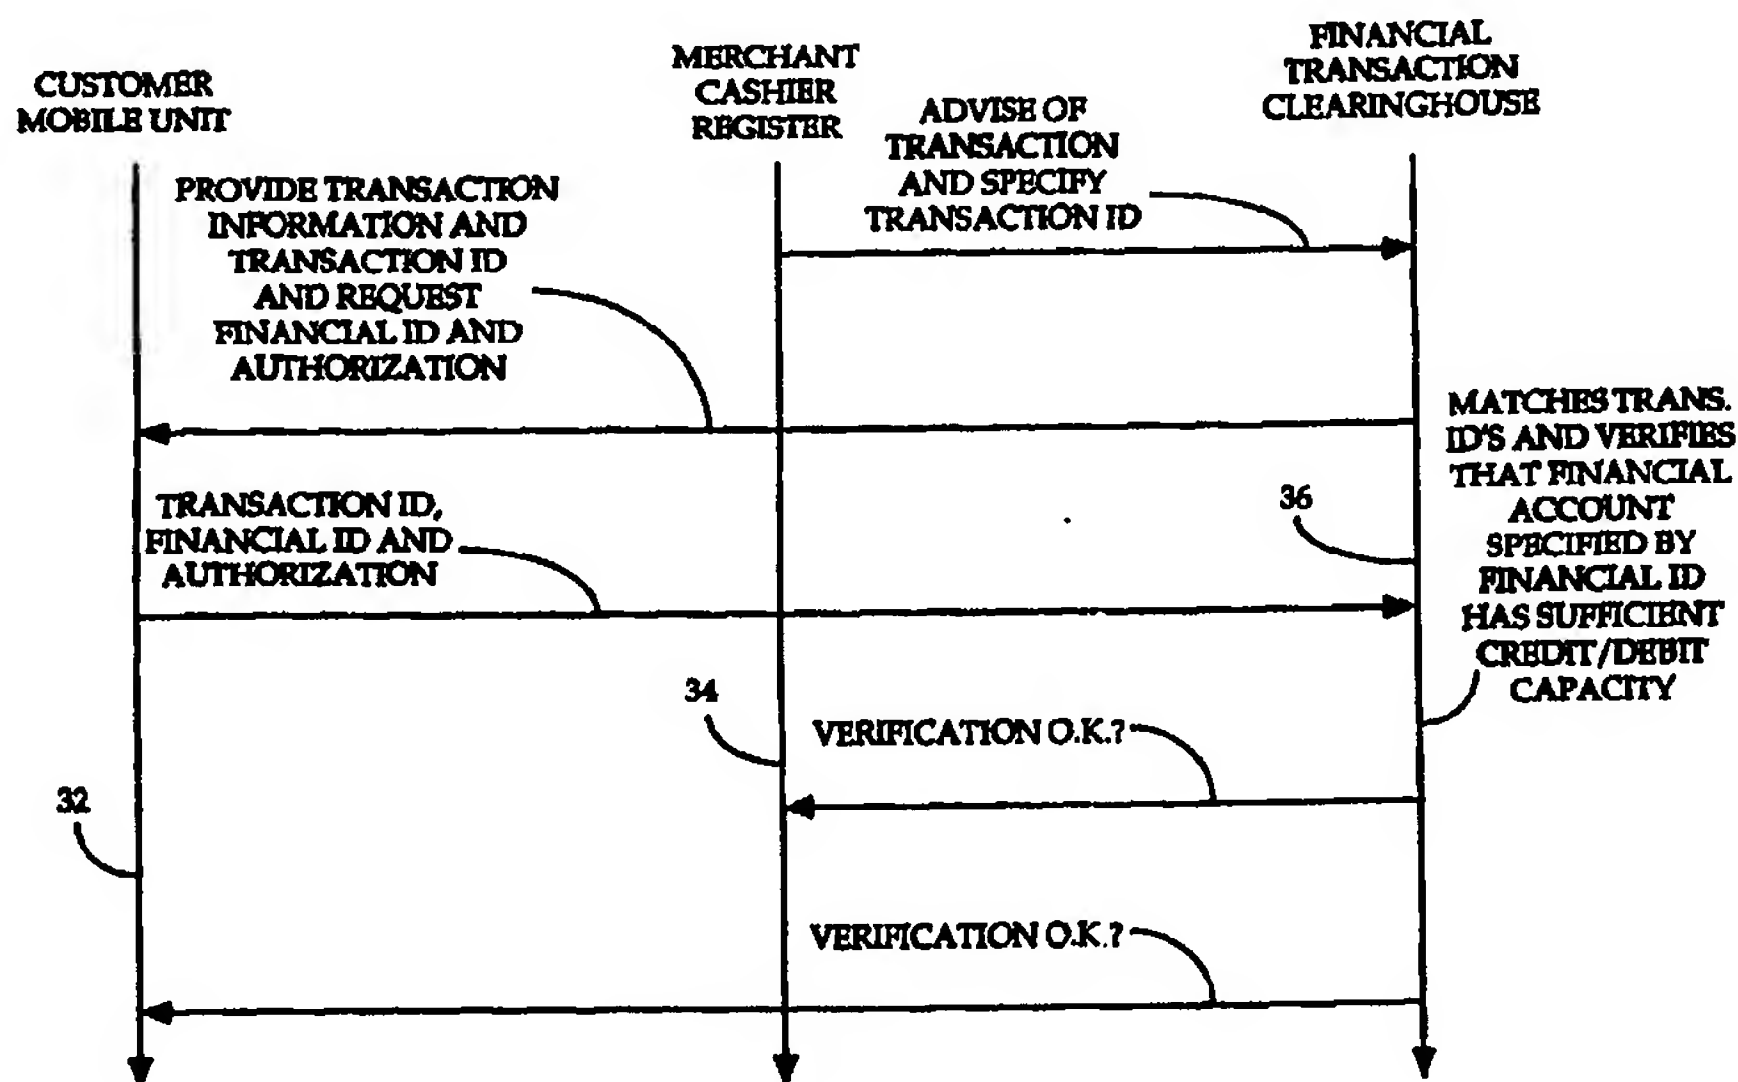 CUSTOMER
MOBILE UNIT
MERCHANT
CASHIER
REGISTER
FINANCIAL
TRANSACTION
CLEARINGHOUSE
ADVISE OF
TRANSACTION
AND SPECIFY
TRANSACTION ID
PROVIDE TRANSACTION
INFORMATION AND
TRANSACTION ID
AND REQUEST
FINANCIAL ID AND
AUTHORIZATION
MATCHES TRANS.
ID'S AND VERIFIES
THAT FINANCIAL
ACCOUNT
SPECIFIED BY
FINANCIAL ID
HAS SUFFICIENT
CREDIT/DEBIT
CAPACITY
36
TRANSACTION ID,
FINANCIAL ID AND
AUTHORIZATION
34
VERIFICATION O.K.?
32
VERIFICATION O.K.?